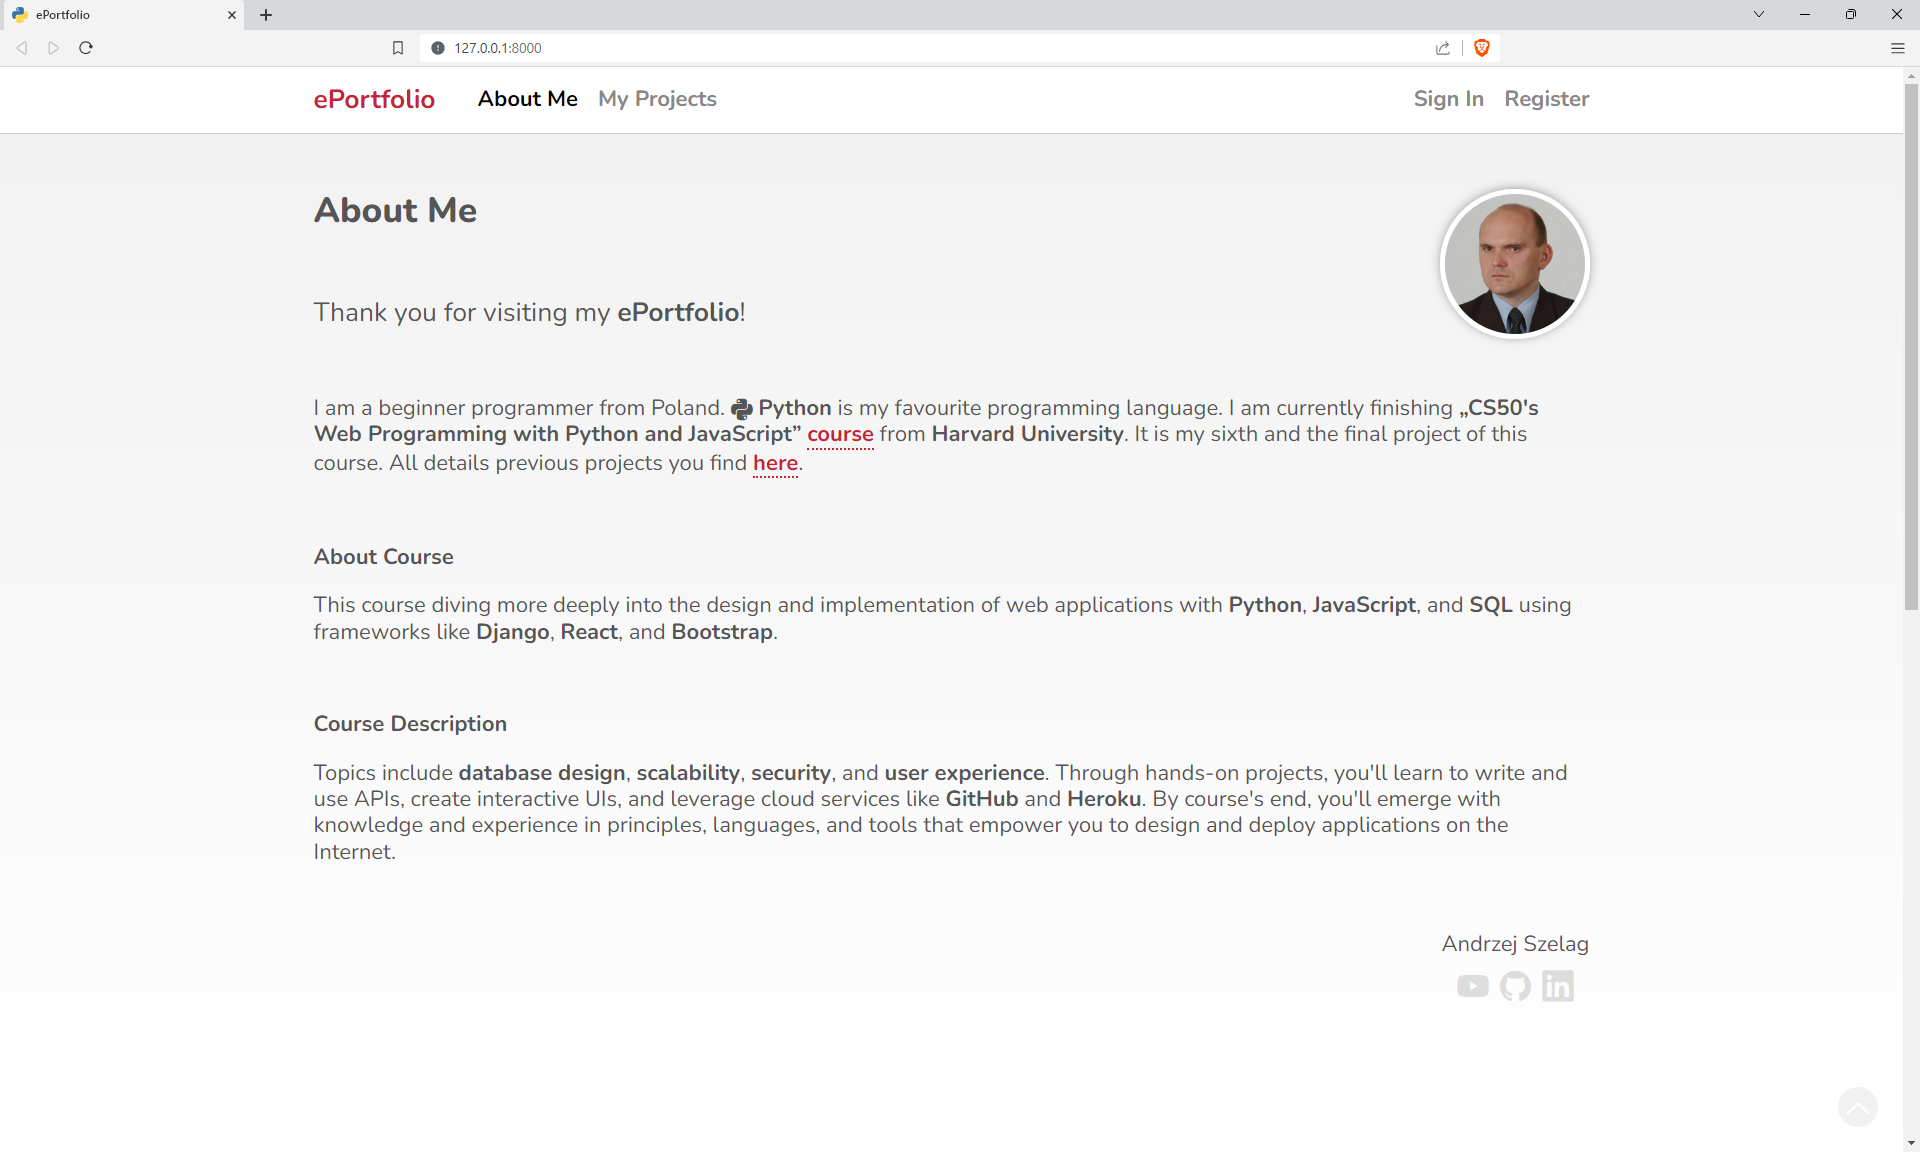 ePortfolio
127.0.0.1:8000
ePortfolio About Me My Projects Sign In Register
About Me
Thank you for visiting my ePortfolio!
I am a beginner programmer from Poland. Python is my favourite programming language. I am currently finishing „CS50's
Web Programming with Python and JavaScript” course from Harvard University. It is my sixth and the final project of this
course. All details previous projects you find here.
About Course
This course diving more deeply into the design and implementation of web applications with Python, JavaScript, and SQL using
frameworks like Django, React, and Bootstrap.
Course Description
Topics include database design, scalability, security, and user experience. Through hands-on projects, you'll learn to write and
use APIs, create interactive UIs, and leverage cloud services like GitHub and Heroku. By course's end, you'll emerge with
knowledge and experience in principles, languages, and tools that empower you to design and deploy applications on the
Internet.
Andrzej Szelag
in